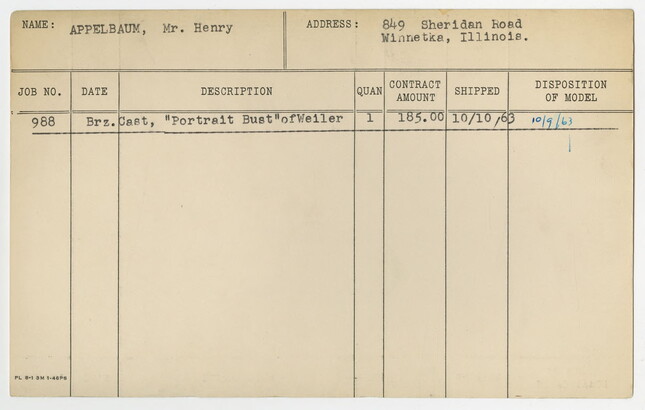 NAME: APPELBAUM, Mr. Henry ADDRESS: 849 Sheridan Road
Winnetka, Illinois.
JOB NO. DATE DESCRIPTION QUAN CONTRACT AMOUNT SHIPPED DISPOSITION OF MODEL
988 Brz. Cast, "Portrait Bust"ofWeiler 1 185.00 10/10/63 10/9/63